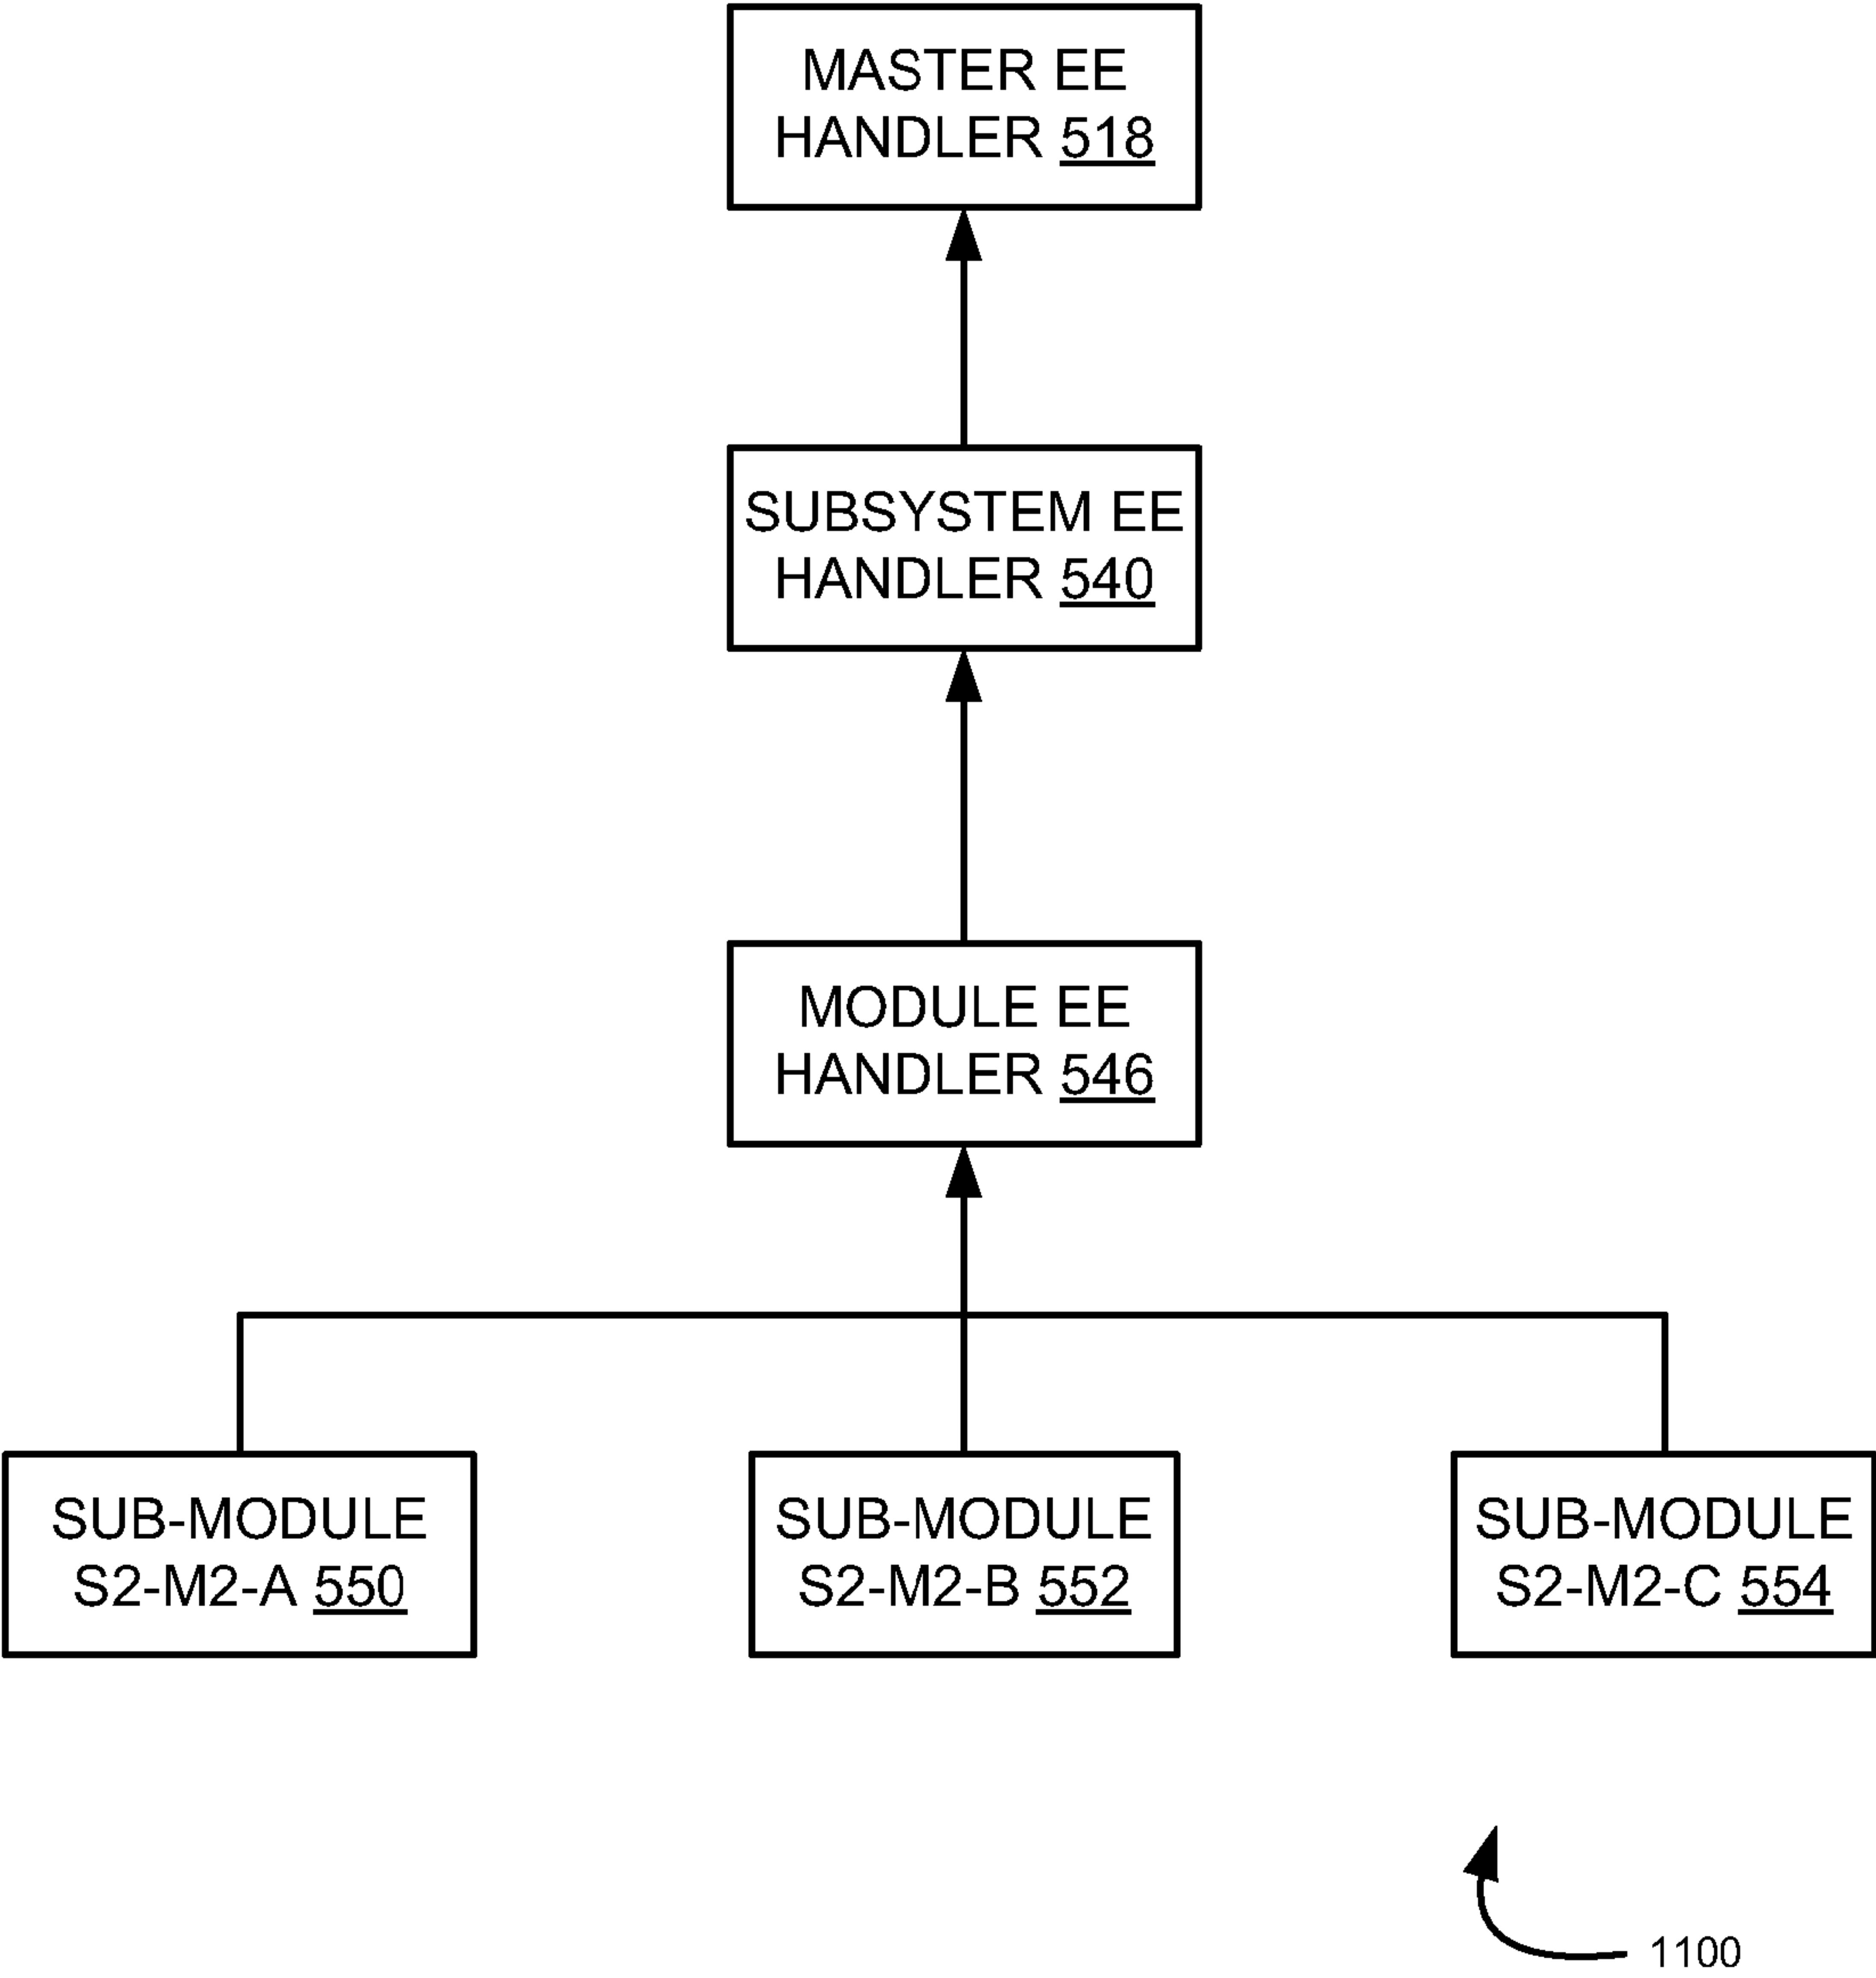 MASTER EE
HANDLER 518
SUBSYSTEM EE
HANDLER 540
MODULE EE
HANDLER 546
SUB-MODULE
S2-M2-A 550
SUB-MODULE
S2-M2-B 552
SUB-MODULE
S2-M2-C 554
1100